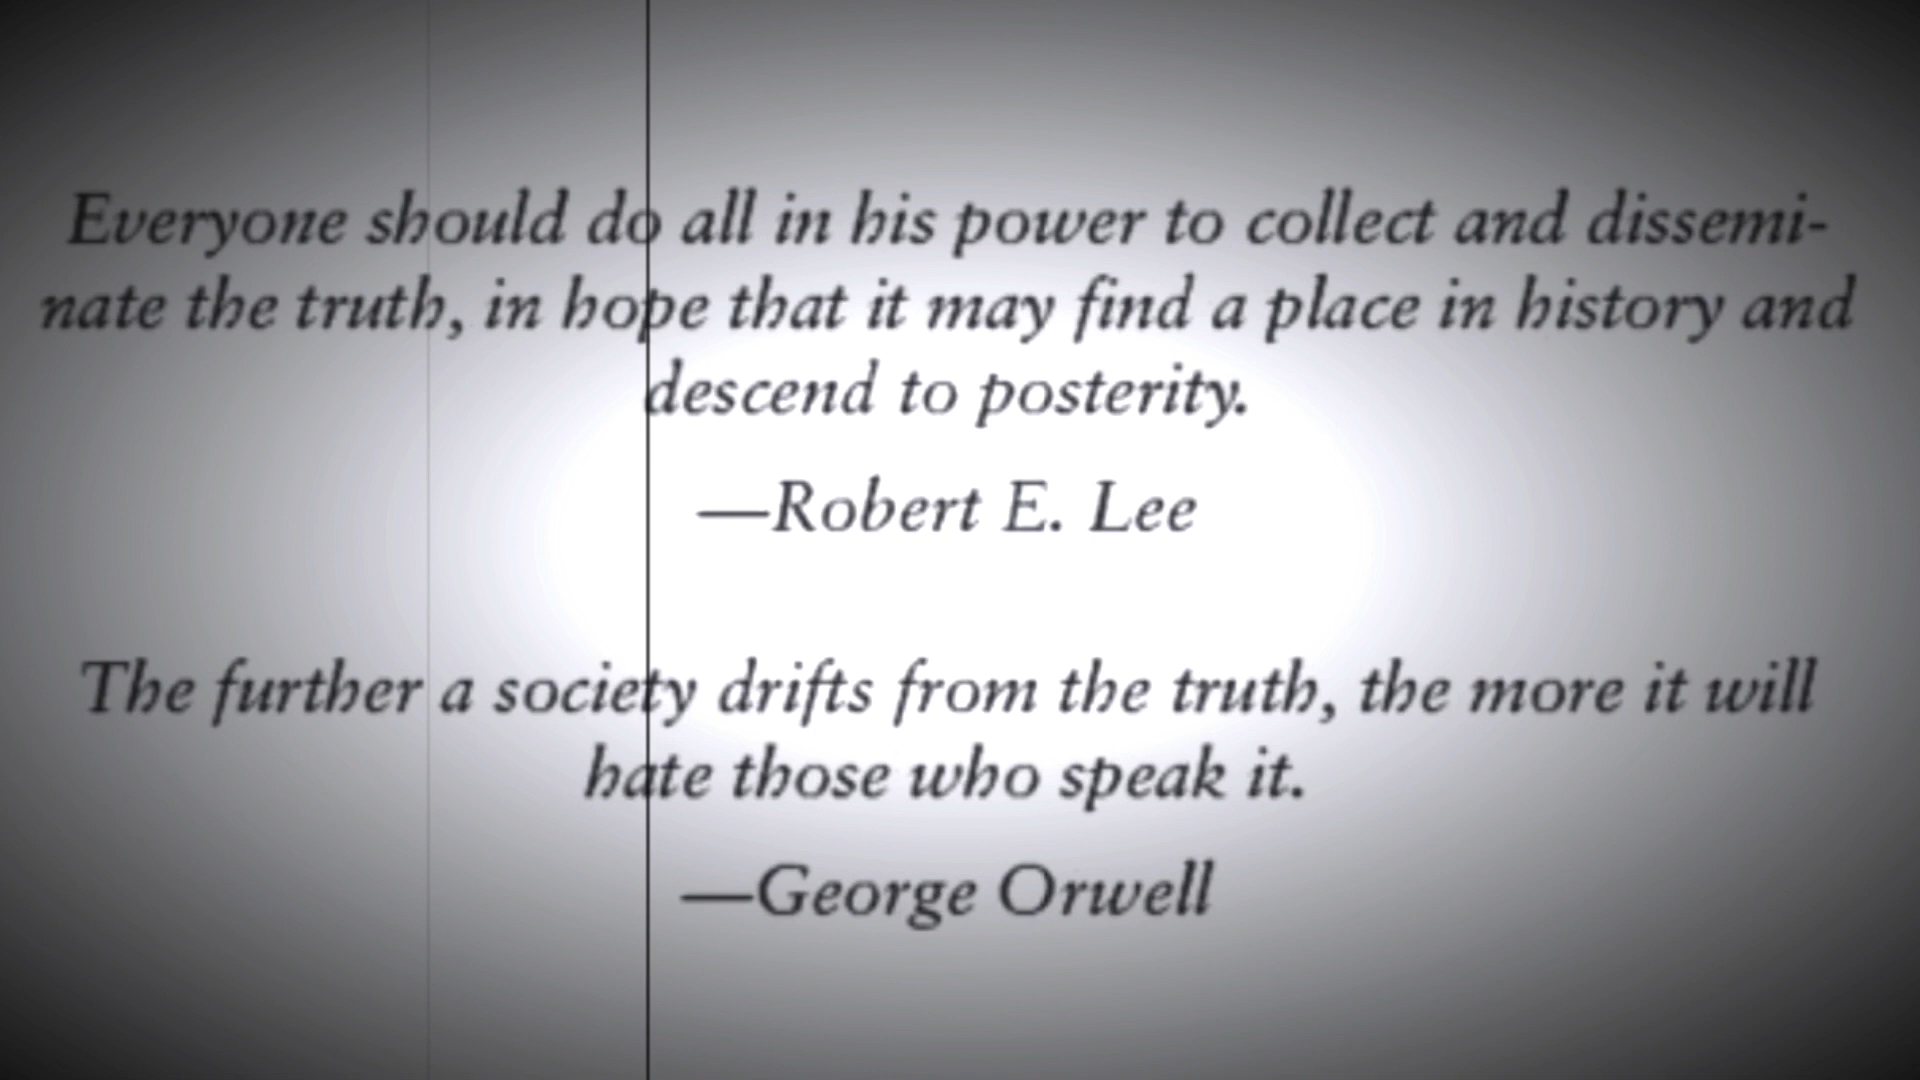 Everyone should do all in his power to collect and dissemi-
nate the truth, in hope that it may find a place in history and
descend to posterity.
—Robert E. Lee
The further a society drifts from the truth, the more it will
hate those who speak it.
—George Orwell